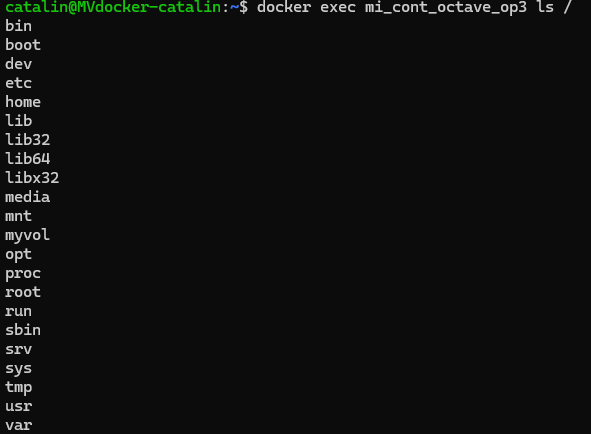 catalin@MVdocker-catalin:~$ docker exec mi_cont_octave_op3 ls /
bin
boot
dev
etc
home
lib
lib32
lib64
libx32
media
mnt
myvol
opt
proc
root
run
sbin
srv
sys
tmp
usr
var